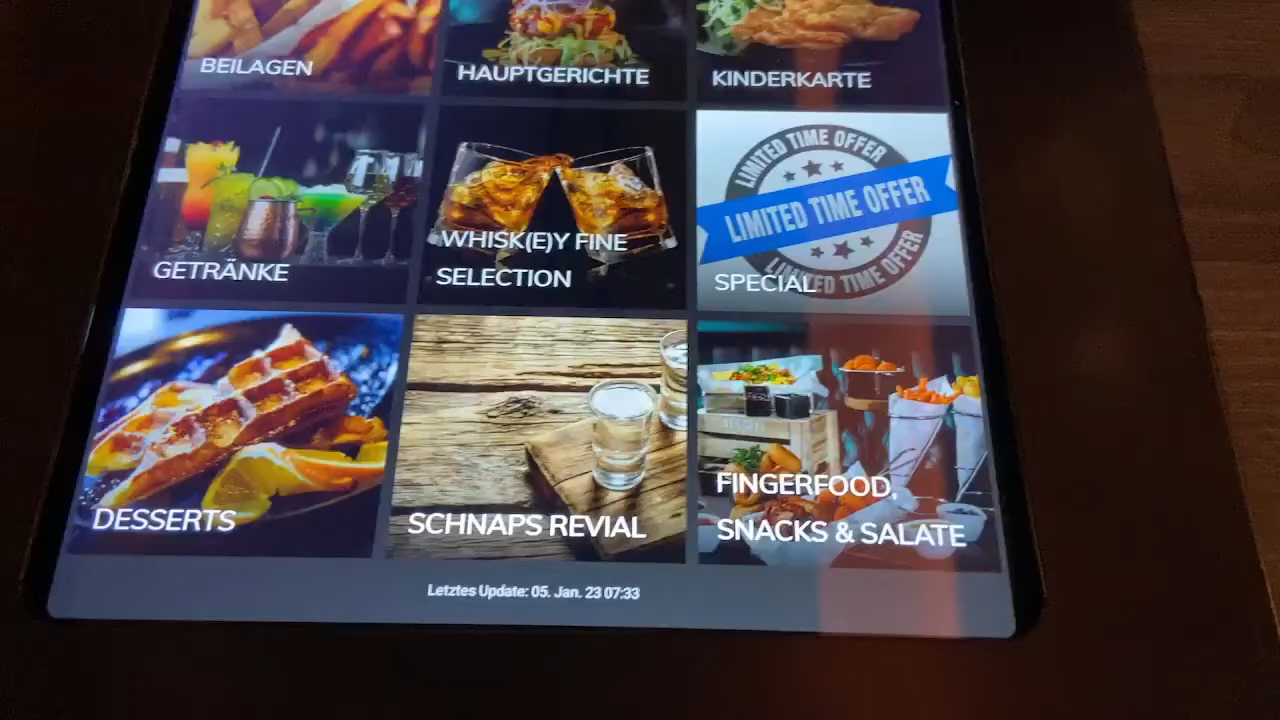 BEILAGEN
HAUPTGERICHTE
KINDERKARTE
GETRÄNKE
WHISK(E)Y FINE
SELECTION
LIMITED TIME OFFER
LIMITED TIME OFFER
LIMITED TIME OFFER
SPECIAL
DESSERTS
SCHNAPS REVIAL
FINGERFOOD,
SNACKS & SALATE
Letztes Update: 05. Jan. 23 07:33